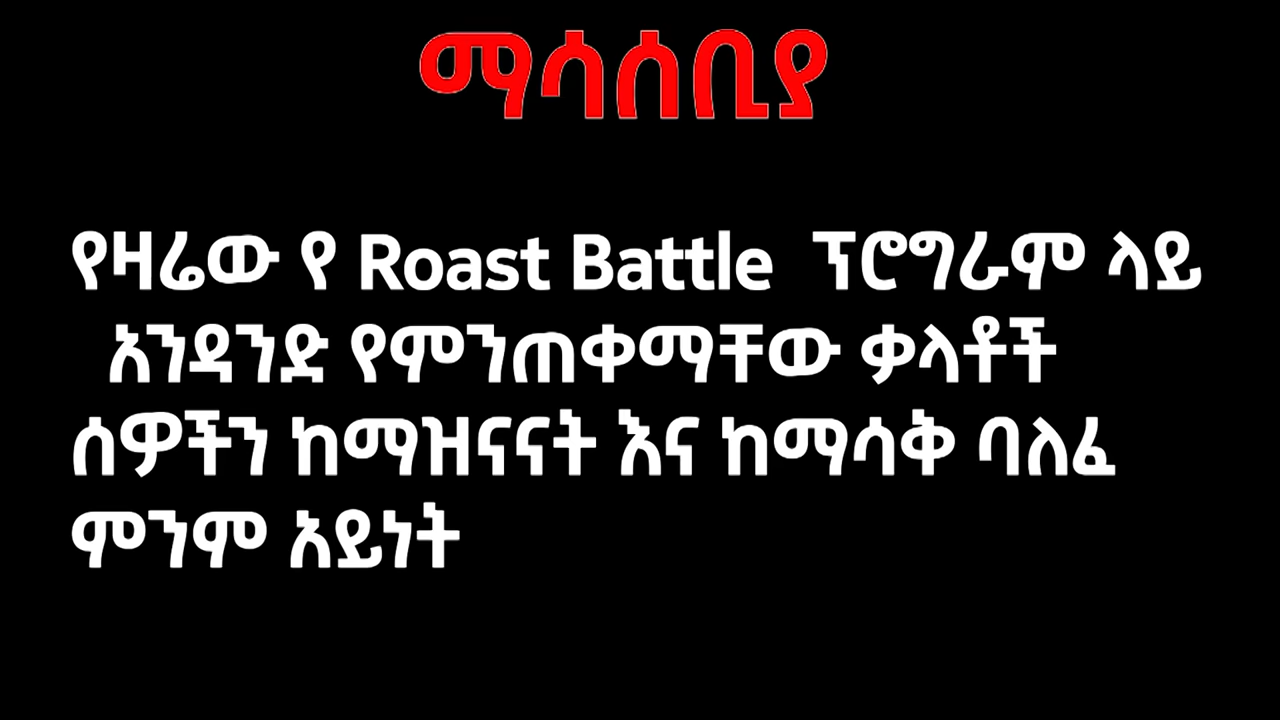 ማሳሰቢያ
የዛሬው የ Roast Battle ፕሮግራም ላይ
አንዳንድ የምንጠቀማቸው ቃላቶች
ሰዎችን ከማዝናናት እና ከማሳቅ ባለፈ
ምንም አይነት